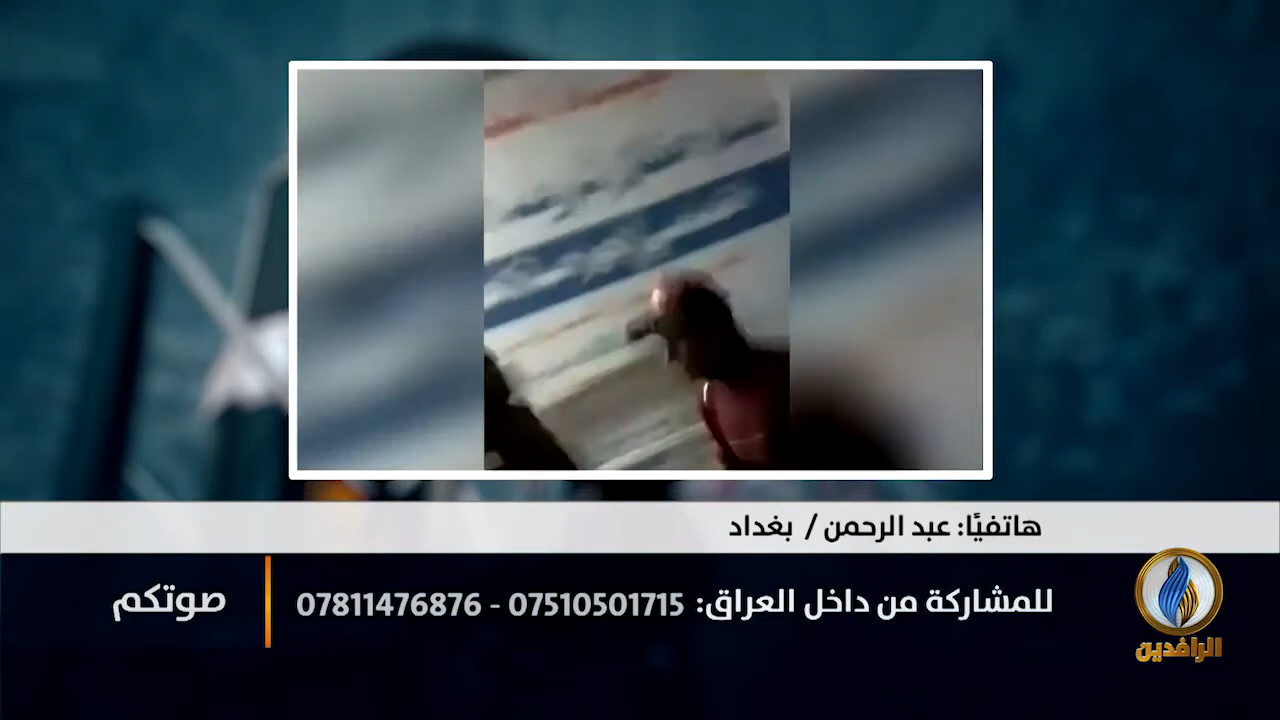 هاتفيًا: عبد الرحمن / بغداد
للمشاركة من داخل العراق: 07510501715 - 07811476876
صوتكم
الرافدين